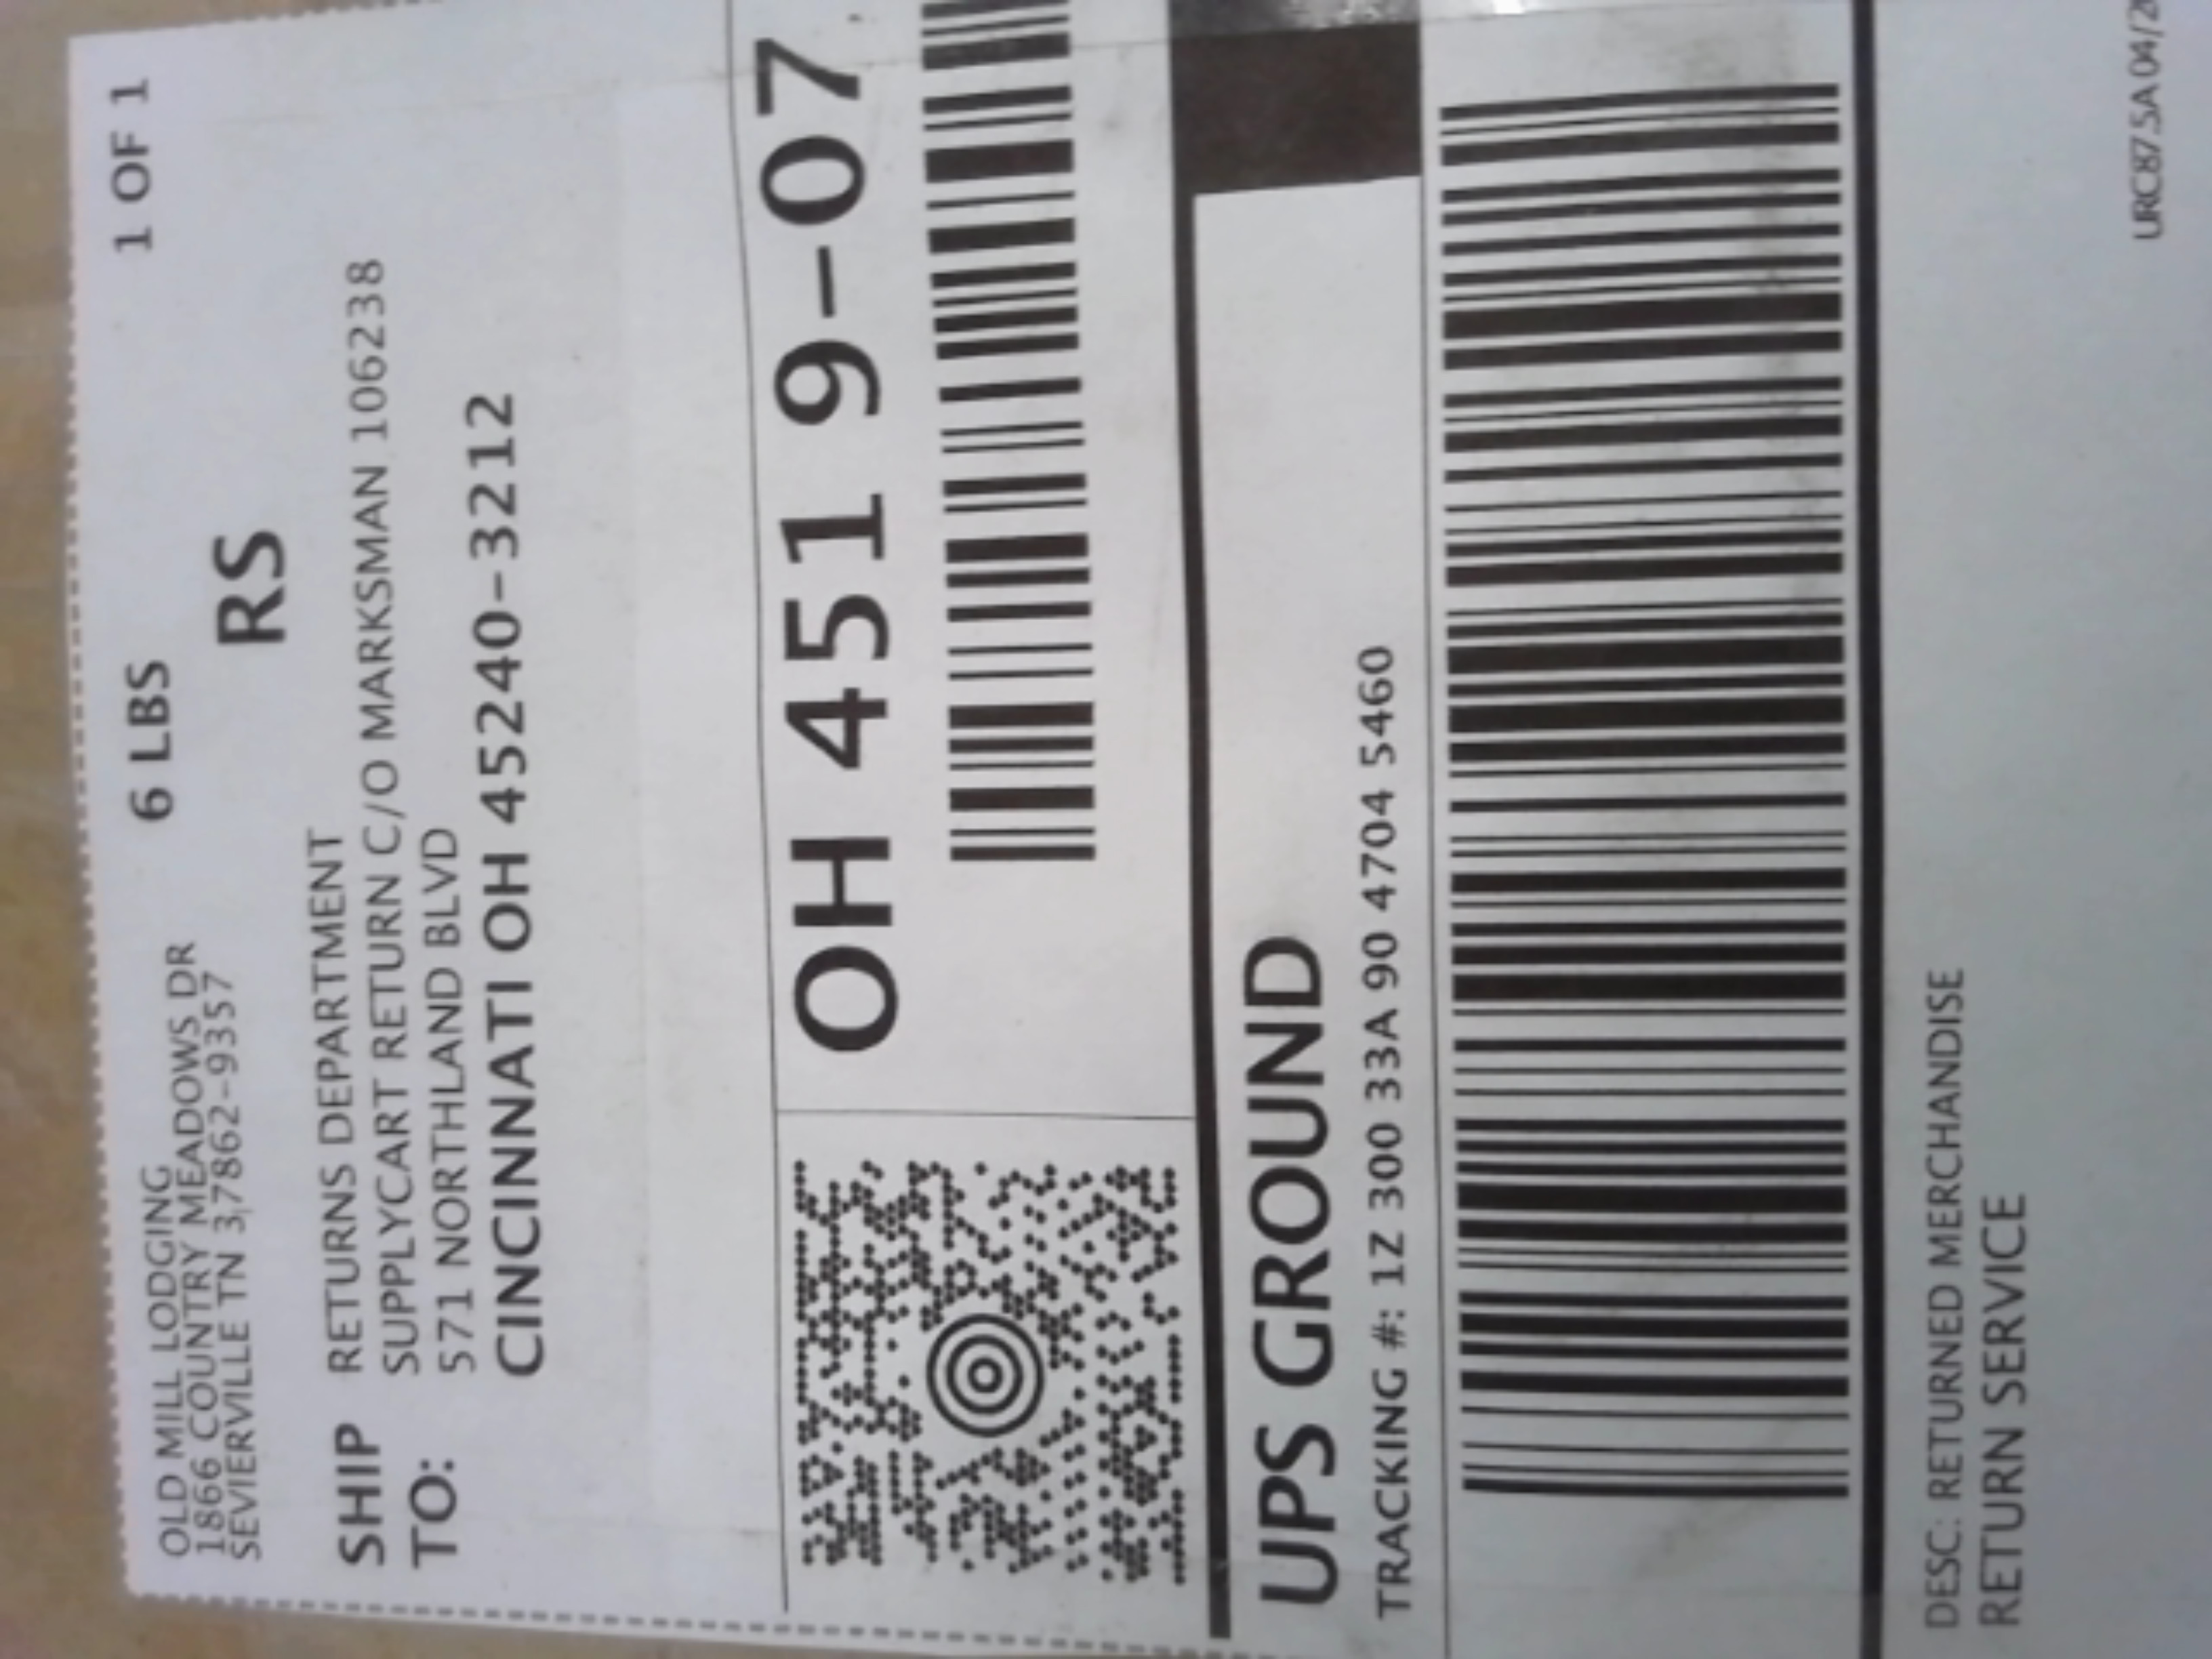 OLD MILL LODGING
1866 COUNTRY MEADOWS DR
SEVIERVILLE TN 37862-9357
6 LBS
1 OF 1
RS
SHIP TO:
RETURNS DEPARTMENT
SUPPLYCART RETURN C/O MARKSMAN 106238
571 NORTHLAND BLVD
CINCINNATI OH 45240-3212
OH 451 9-07
UPS GROUND
TRACKING #: 1Z 300 33A 90 4704 5460
DESC: RETURNED MERCHANDISE
RETURN SERVICE